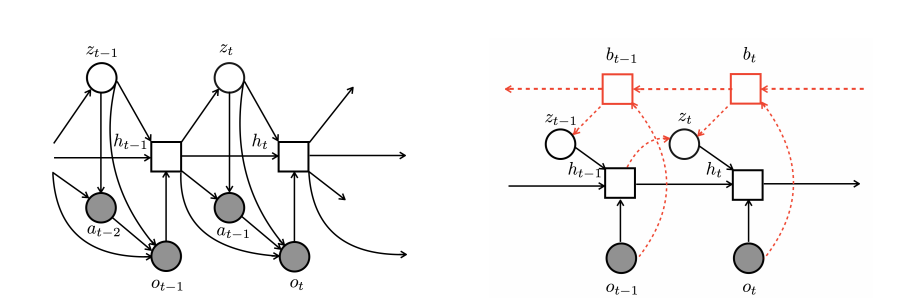 z_{t-1} z_t
h_{t-1} h_t
a_{t-2} a_{t-1}
o_{t-1} o_t
b_{t-1} b_t
z_{t-1} z_t
h_{t-1} h_t
o_{t-1} o_t